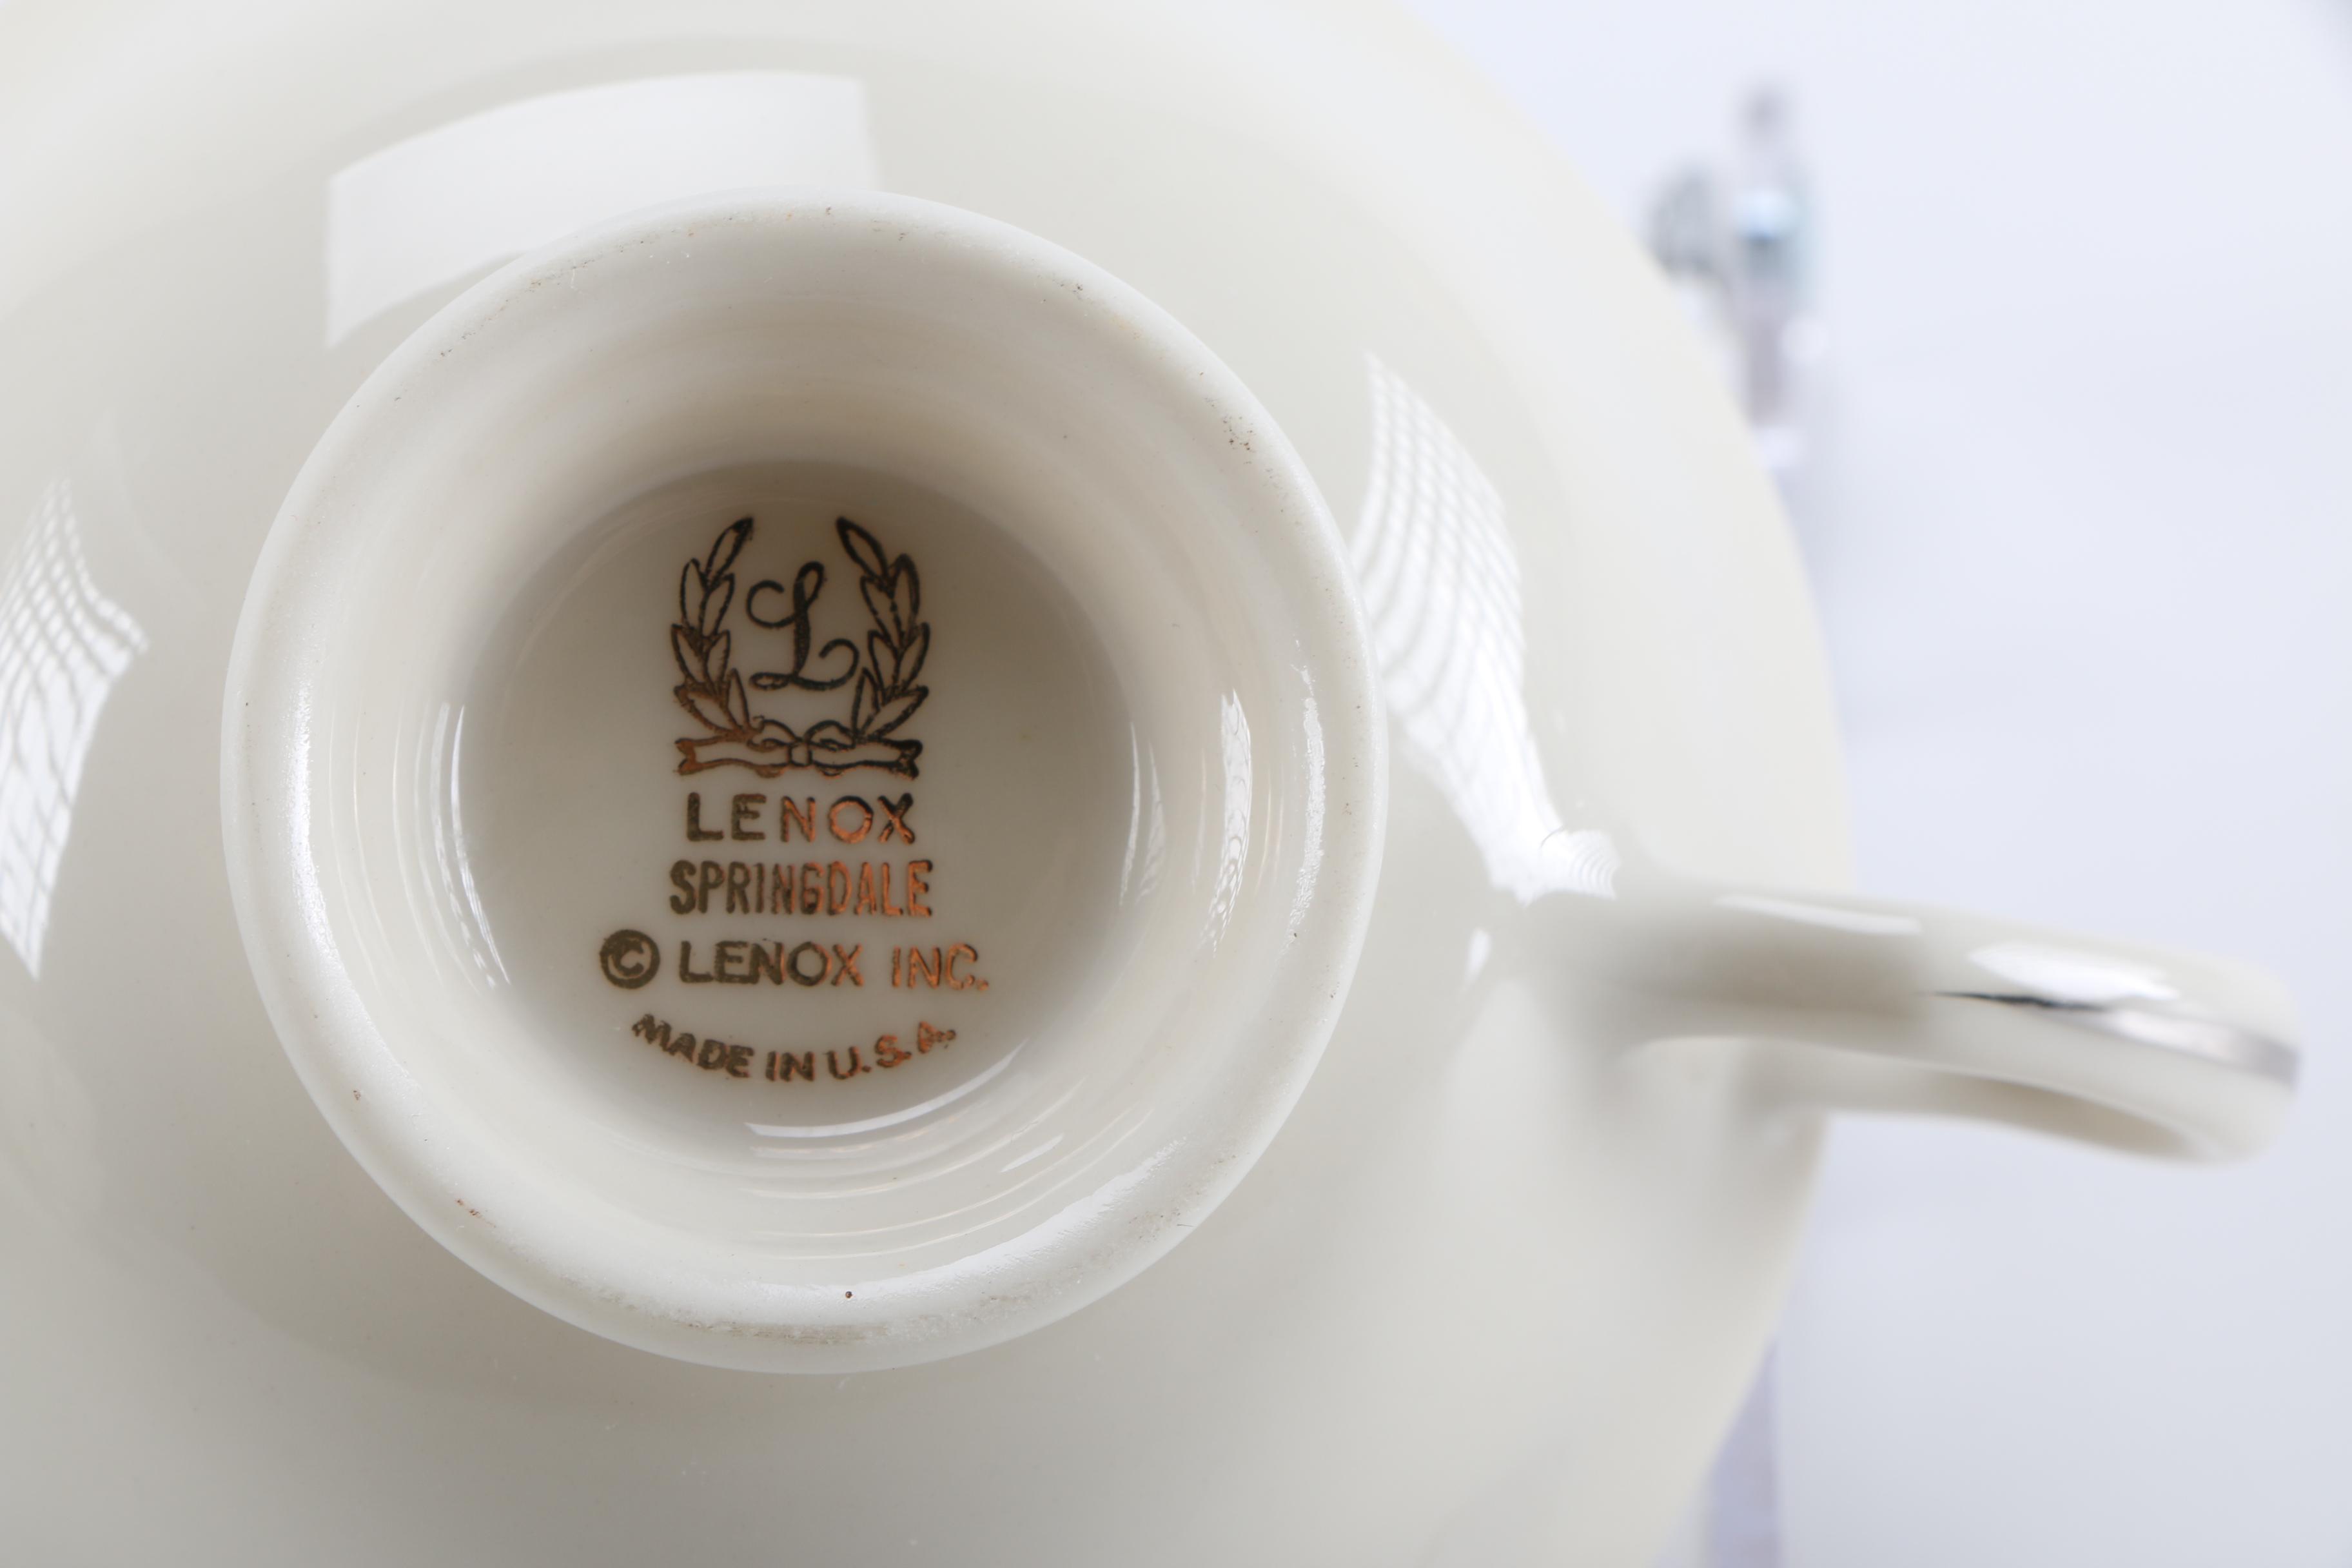 L
LENOX
SPRINGDALE
© LENOX INC.
MADE IN U.S.A.